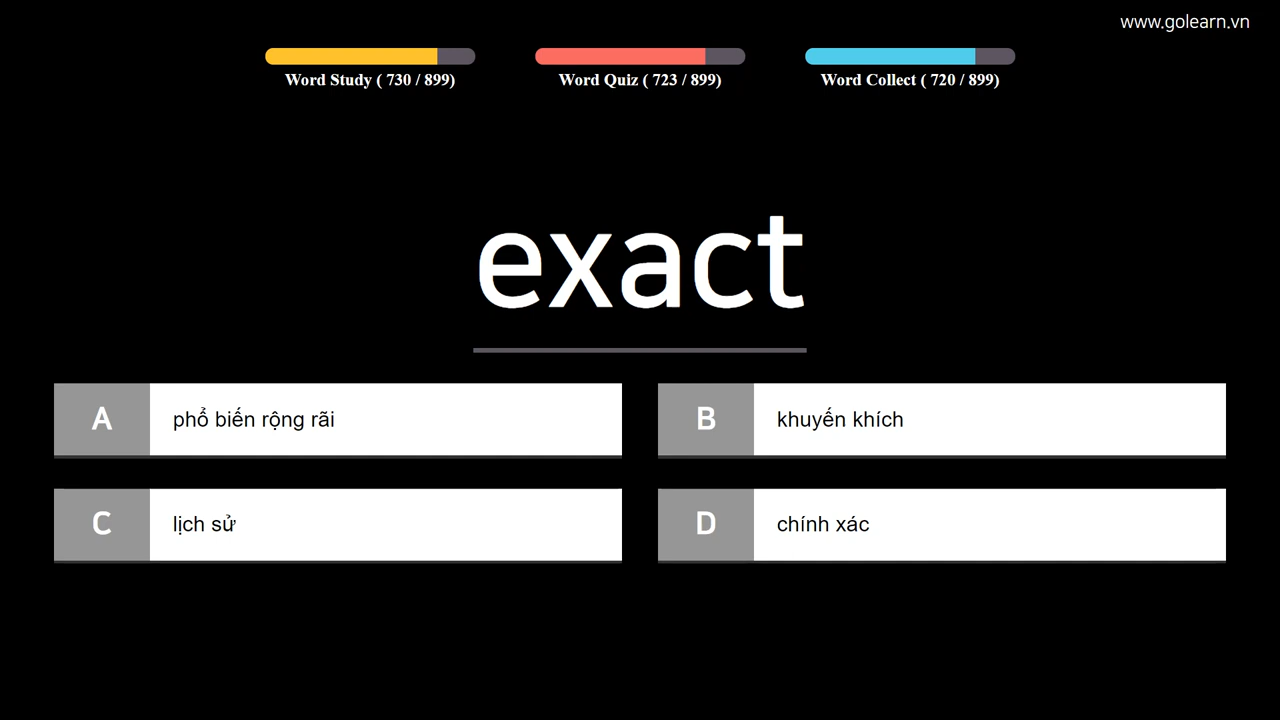 www.golearn.vn
Word Study ( 730 / 899)
Word Quiz ( 723 / 899)
Word Collect ( 720 / 899)
exact
A phổ biến rộng rãi
B khuyến khích
C lịch sử
D chính xác